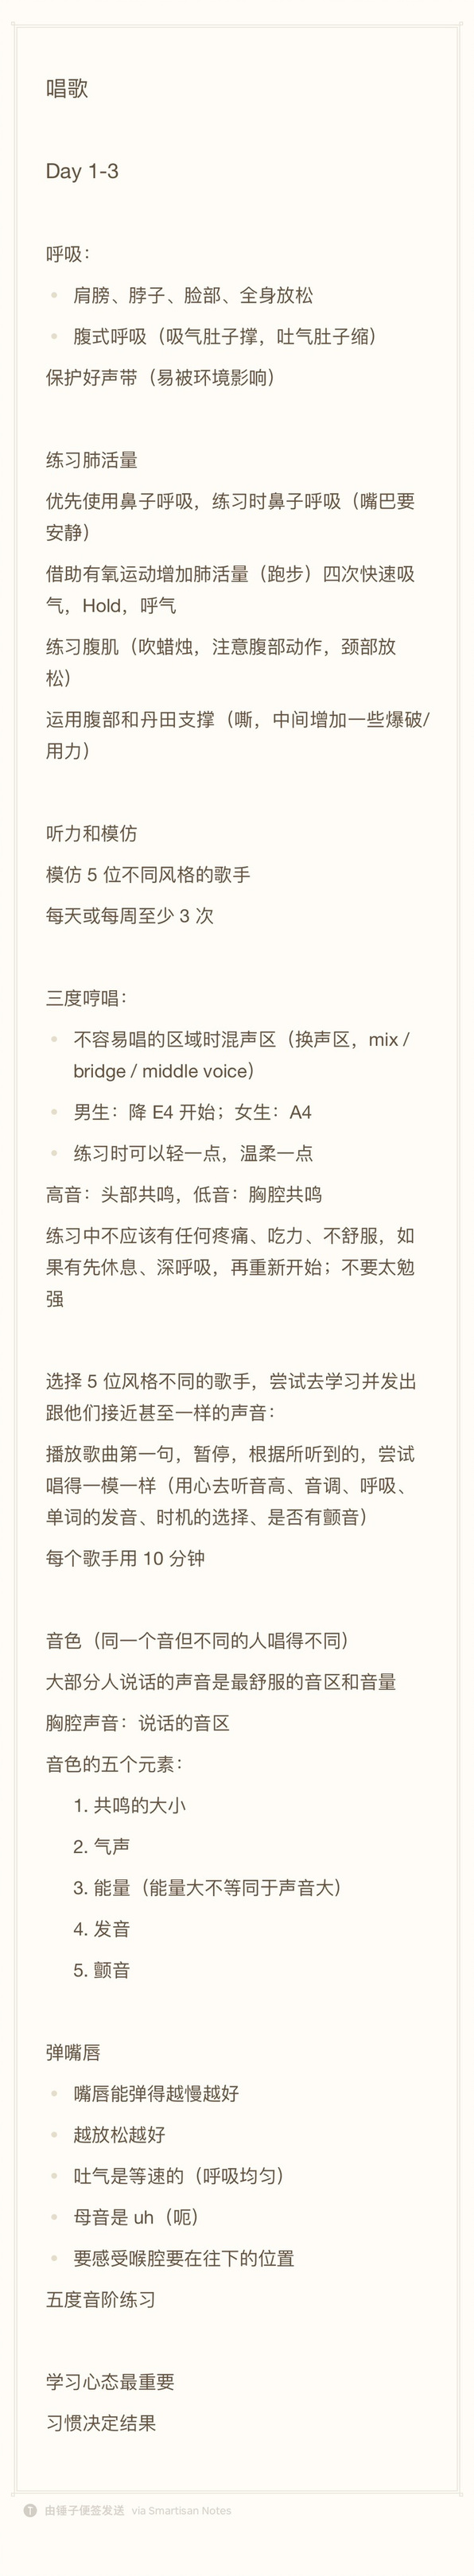 唱歌
Day 1-3
呼吸：
• 肩膀、脖子、脸部、全身放松
• 腹式呼吸（吸气肚子撑，吐气肚子缩）
保护好声带（易被环境影响）
练习肺活量
优先使用鼻子呼吸，练习时鼻子呼吸（嘴巴要
安静）
借助有氧运动增加肺活量（跑步）四次快速吸
气，Hold，呼气
练习腹肌（吹蜡烛，注意腹部动作，颈部放
松）
运用腹部和丹田支撑（嘶，中间增加一些爆破/
用力）
听力和模仿
模仿 5 位不同风格的歌手
每天或每周至少 3 次
三度哼唱：
• 不容易唱的区域时混声区（换声区，mix /
bridge / middle voice）
• 男生：降 E4 开始；女生：A4
• 练习时可以轻一点，温柔一点
高音：头部共鸣，低音：胸腔共鸣
练习中不应该有任何疼痛、吃力、不舒服，如
果有先休息、深呼吸，再重新开始；不要太勉
强
选择 5 位风格不同的歌手，尝试去学习并发出
跟他们接近甚至一样的声音：
播放歌曲第一句，暂停，根据所听到的，尝试
唱得一模一样（用心去听音高、音调、呼吸、
单词的发音、时机的选择、是否有颤音）
每个歌手用 10 分钟
音色（同一个音但不同的人唱得不同）
大部分人说话的声音是最舒服的音区和音量
胸腔声音：说话的音区
音色的五个元素：
1. 共鸣的大小
2. 气声
3. 能量（能量大不等同于声音大）
4. 发音
5. 颤音
弹嘴唇
• 嘴唇能弹得越慢越好
• 越放松越好
• 吐气是等速的（呼吸均匀）
• 母音是 uh（呃）
• 要感受喉腔要在往下的位置
五度音阶练习
学习心态最重要
习惯决定结果
T 由锤子便签发送 via Smartisan Notes